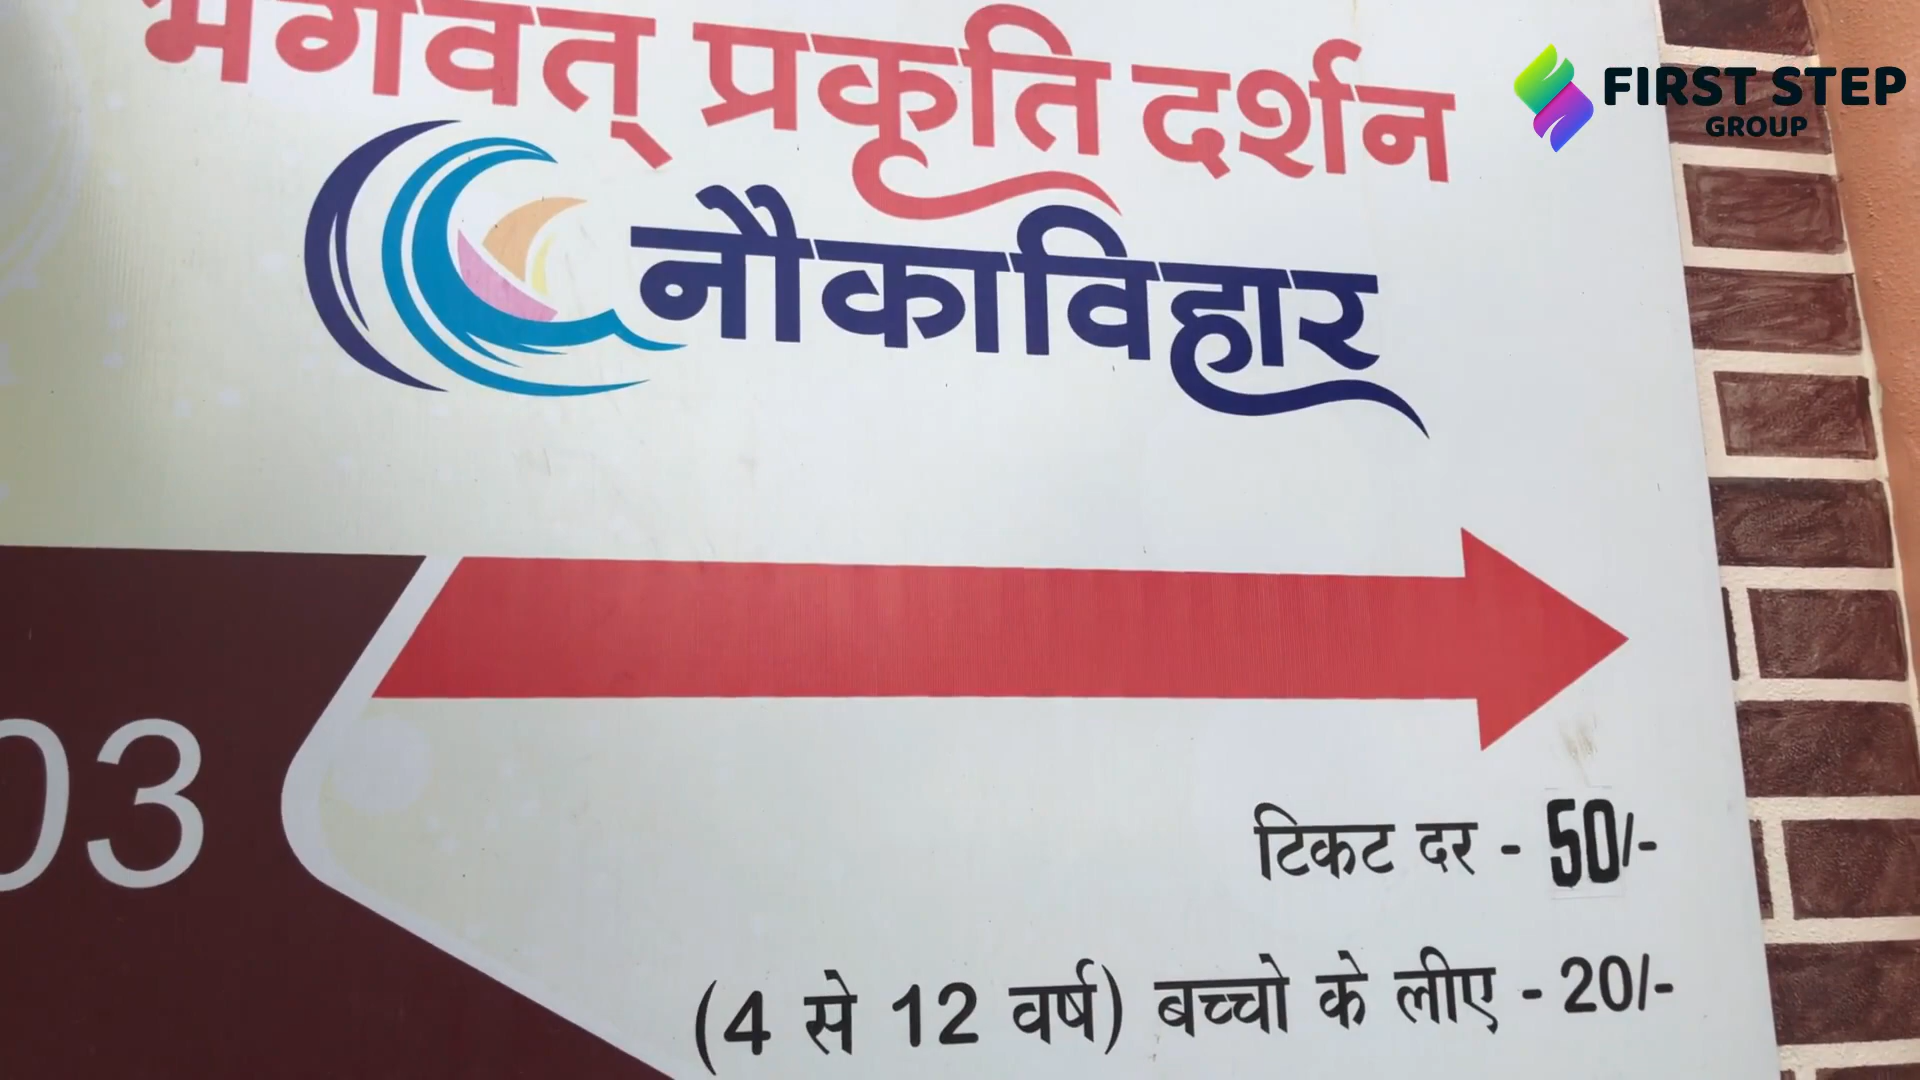 भगवत् प्रकृति दर्शन
नौकाविहार
FIRST STEP
GROUP
03
टिकट दर - 50/-
(4 से 12 वर्ष) बच्चो के लीए - 20/-